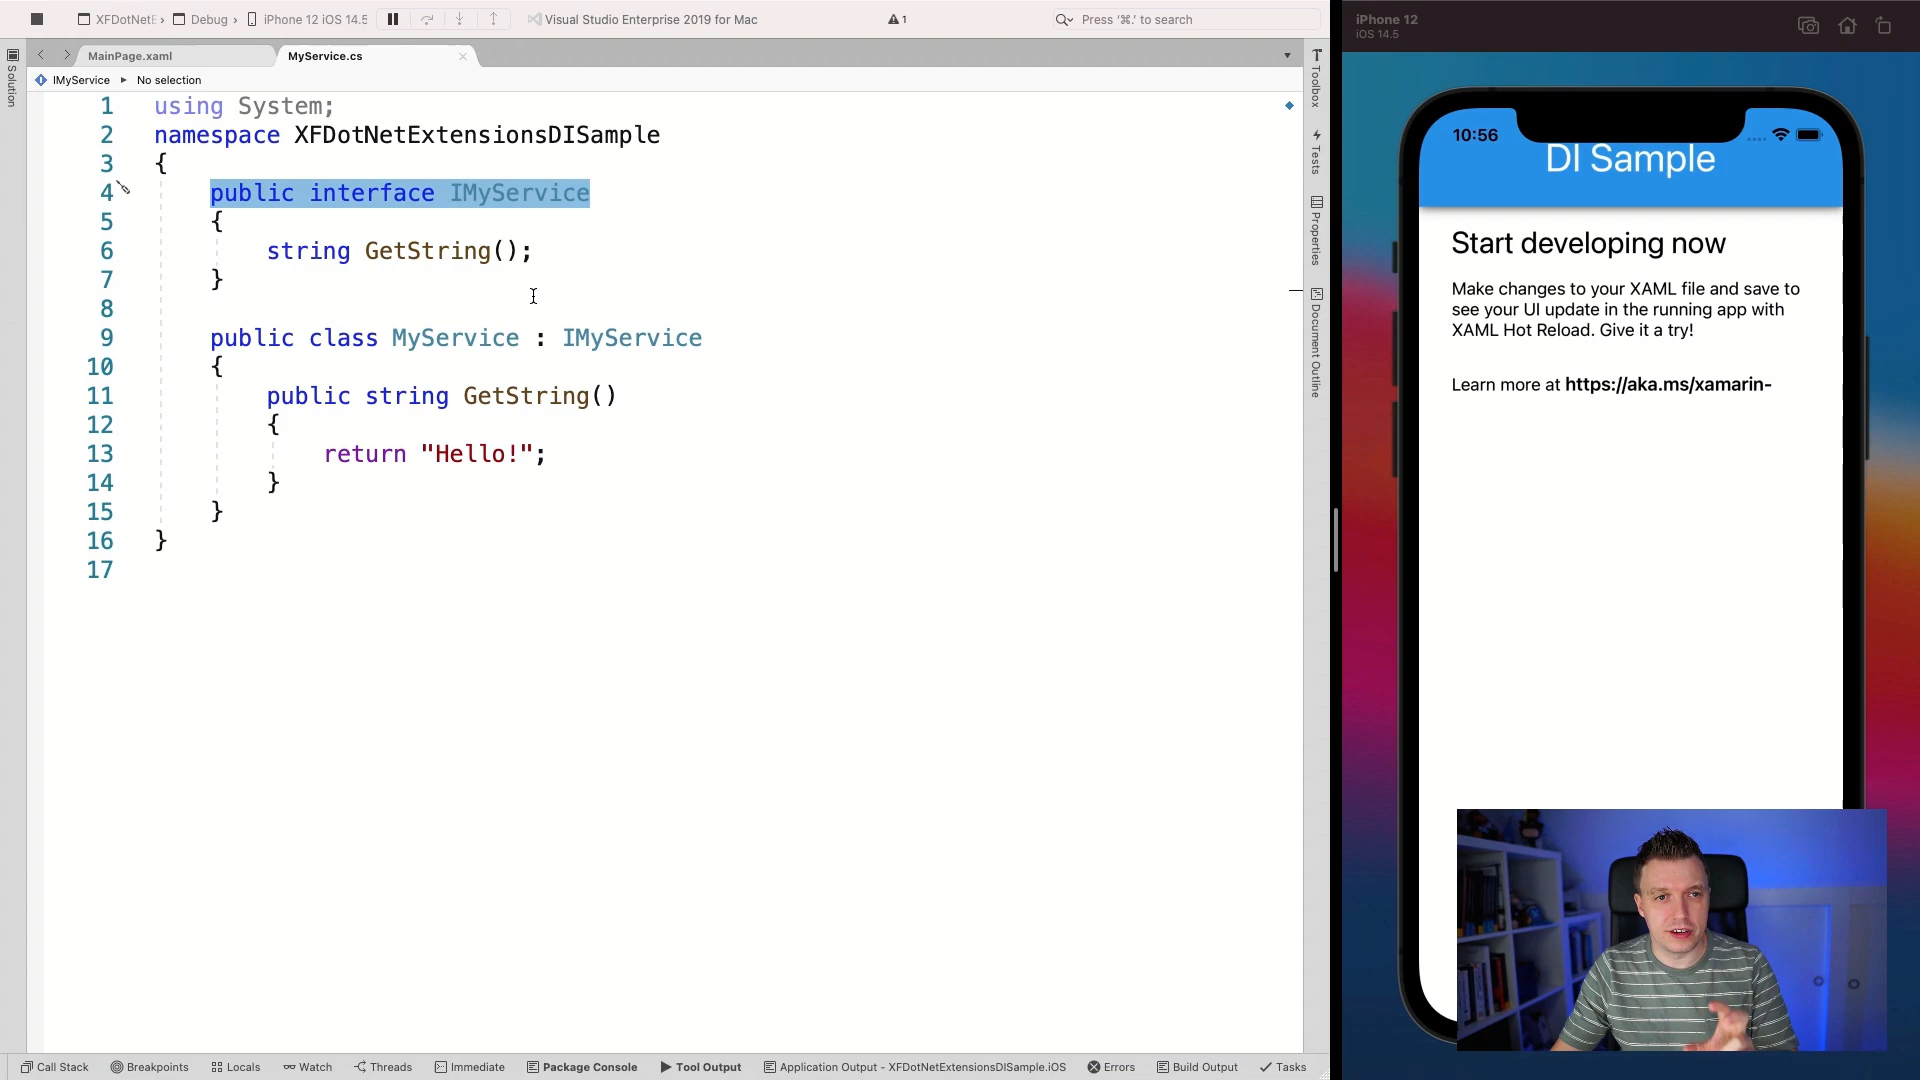 XFDotNetE › Debug › iPhone 12 iOS 14.5 Visual Studio Enterprise 2019 for Mac 1 Press '⌘.' to search
MainPage.xaml MyService.cs
IMyService ▸ No selection
Solution
1 using System;
2 namespace XFDotNetExtensionsDISample
3 {
4 public interface IMyService
5 {
6 string GetString();
7 }
8
9 public class MyService : IMyService
10 {
11 public string GetString()
12 {
13 return "Hello!";
14 }
15 }
16 }
17
Toolbox
Tests
Properties
Document Outline
Call Stack Breakpoints Locals Watch Threads Immediate Package Console Tool Output Application Output - XFDotNetExtensionsDISample.iOS Errors Build Output Tasks
iPhone 12
iOS 14.5
10:56
DI Sample
Start developing now
Make changes to your XAML file and save to
see your UI update in the running app with
XAML Hot Reload. Give it a try!
Learn more at https://aka.ms/xamarin-